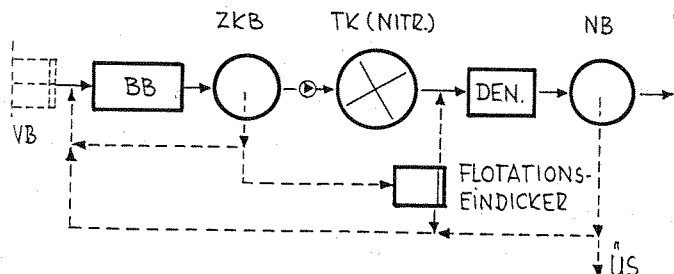 ZKB
TK (NITR.)
NB
BB
DEN.
VB
FLOTATIONS-
EINDICKER
ÜS